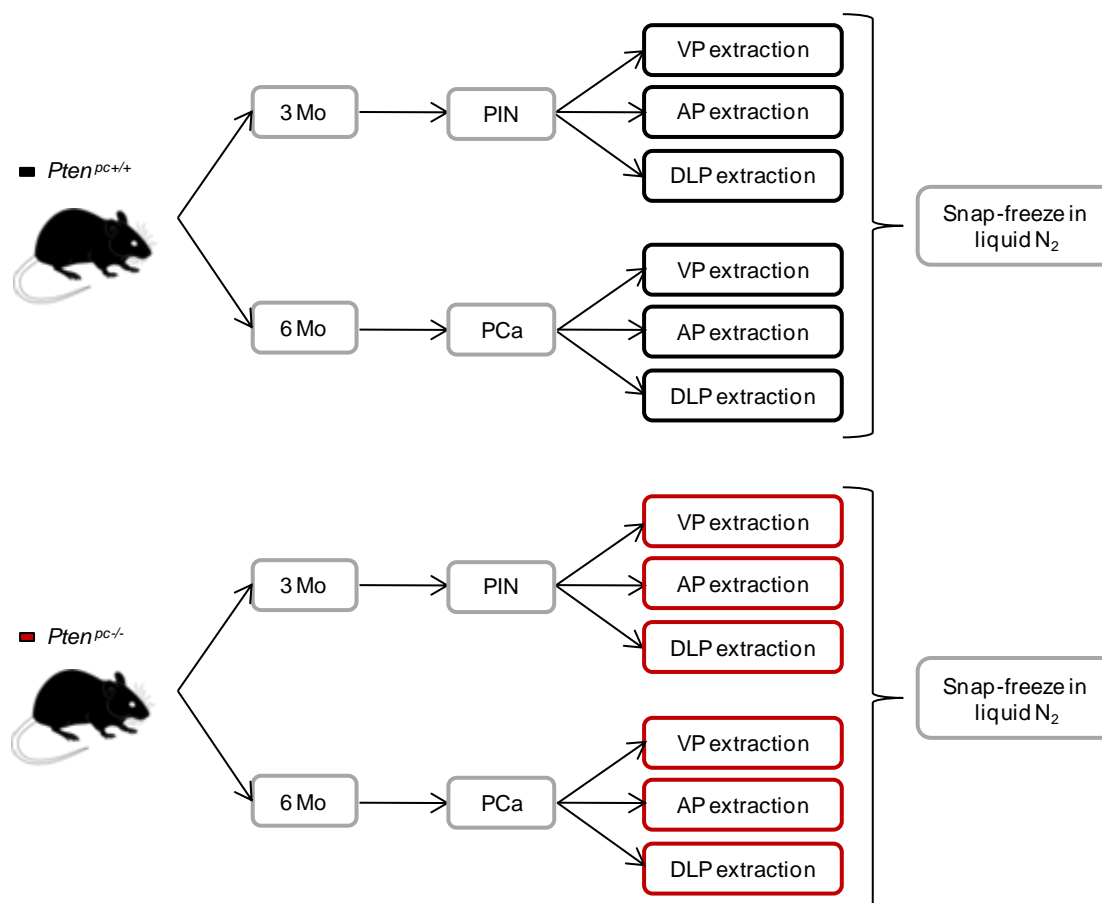 Pten pc+/+
3 Mo
PIN
VP extraction
AP extraction
DLP extraction
6 Mo
PCa
VP extraction
AP extraction
DLP extraction
Snap-freeze in
liquid N2
Pten pc-/-
3 Mo
PIN
VP extraction
AP extraction
DLP extraction
6 Mo
PCa
VP extraction
AP extraction
DLP extraction
Snap-freeze in
liquid N2